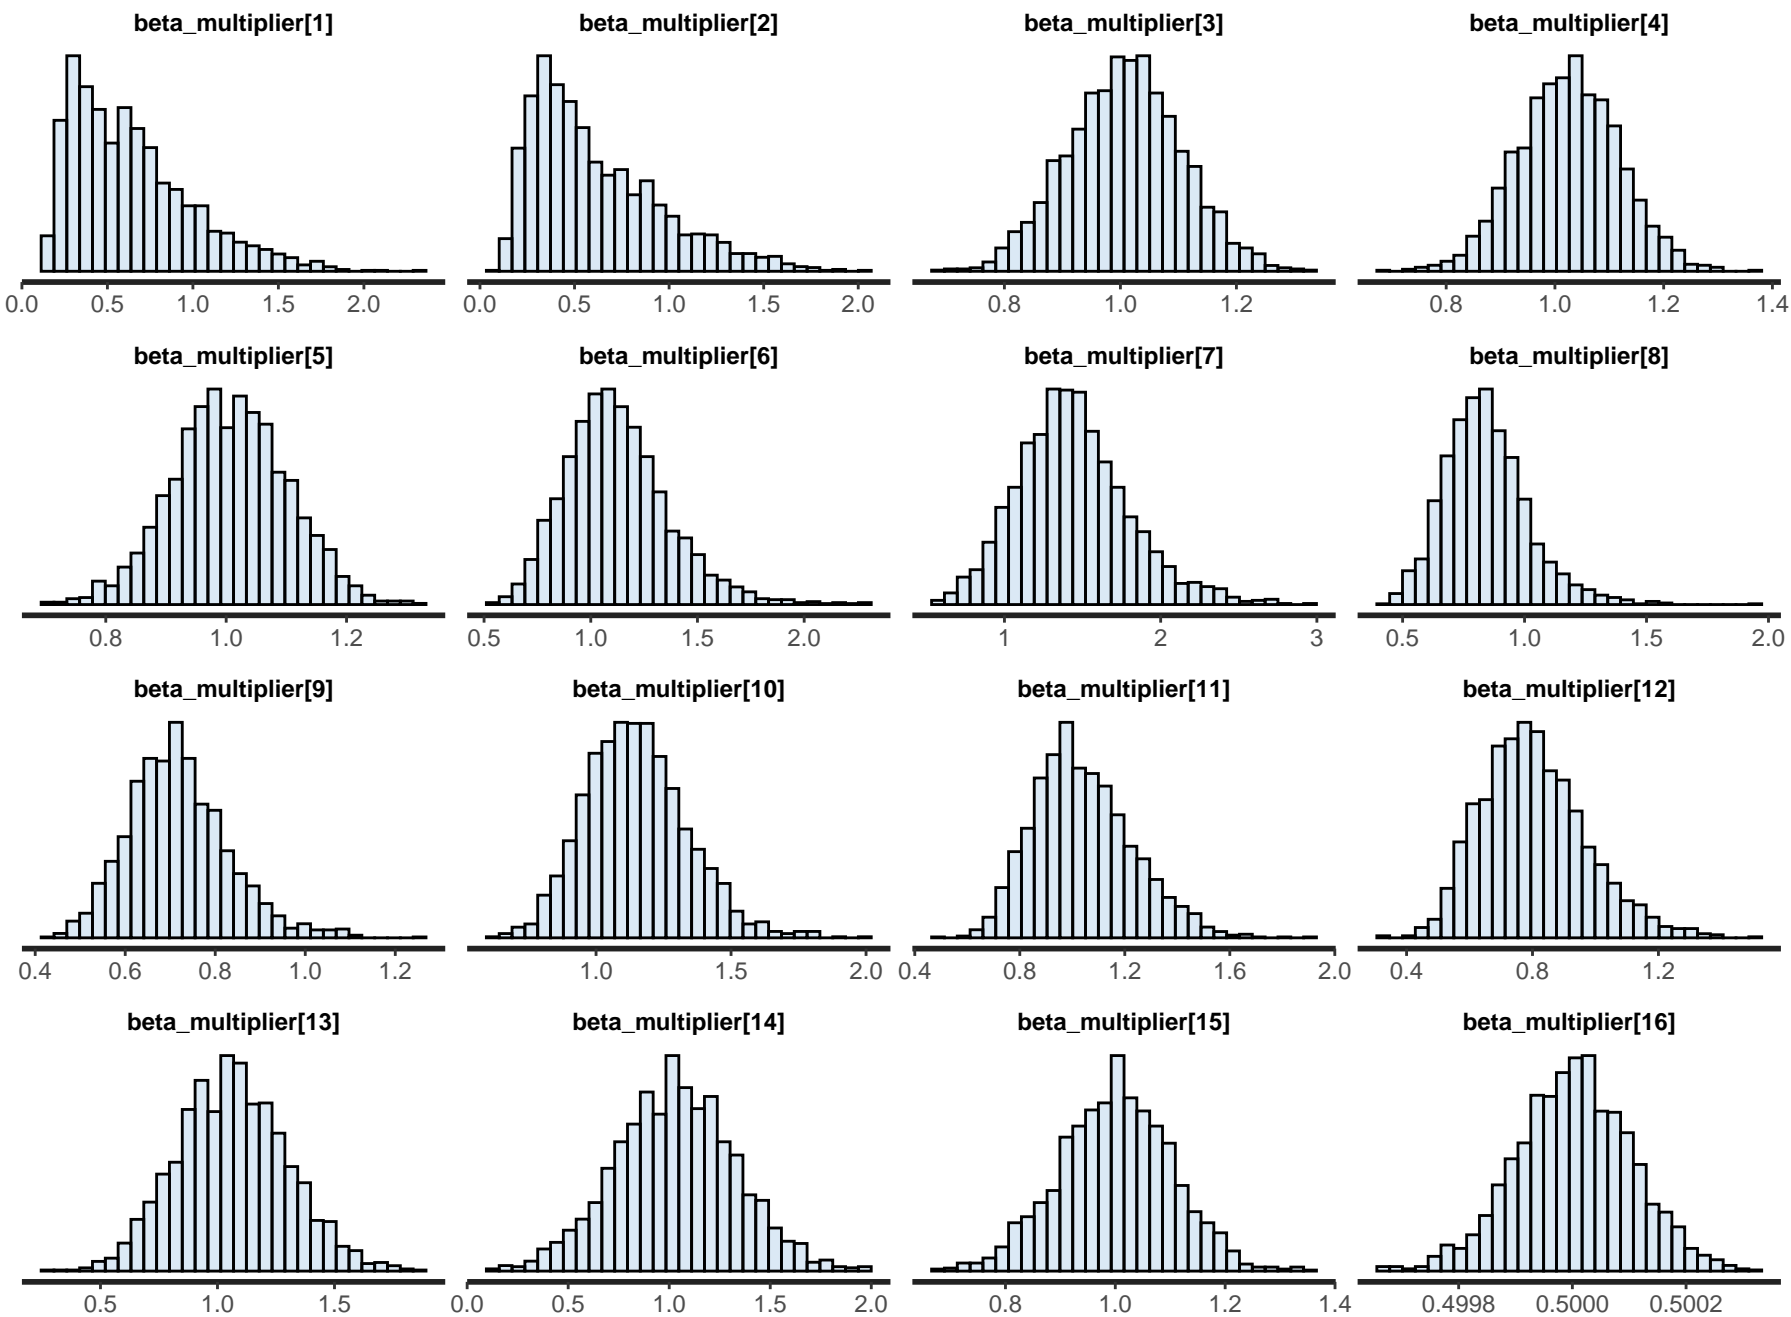 beta_multiplier[1] beta_multiplier[2] beta_multiplier[3] beta_multiplier[4]
0.0 0.5 1.0 1.5 2.0 0.0 0.5 1.0 1.5 2.0 0.8 1.0 1.2 0.8 1.0 1.2 1.4
beta_multiplier[5] beta_multiplier[6] beta_multiplier[7] beta_multiplier[8]
0.8 1.0 1.2 0.5 1.0 1.5 2.0 1 2 3 0.5 1.0 1.5 2.0
beta_multiplier[9] beta_multiplier[10] beta_multiplier[11] beta_multiplier[12]
0.4 0.6 0.8 1.0 1.2 1.0 1.5 2.0 0.4 0.8 1.2 1.6 2.0 0.4 0.8 1.2
beta_multiplier[13] beta_multiplier[14] beta_multiplier[15] beta_multiplier[16]
0.5 1.0 1.5 0.0 0.5 1.0 1.5 2.0 0.8 1.0 1.2 1.4 0.4998 0.5000 0.5002